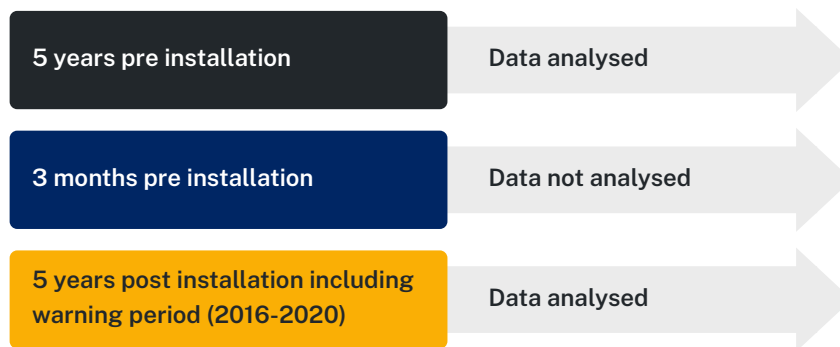 5 years pre installation
Data analysed
3 months pre installation
Data not analysed
5 years post installation including
warning period (2016-2020)
Data analysed